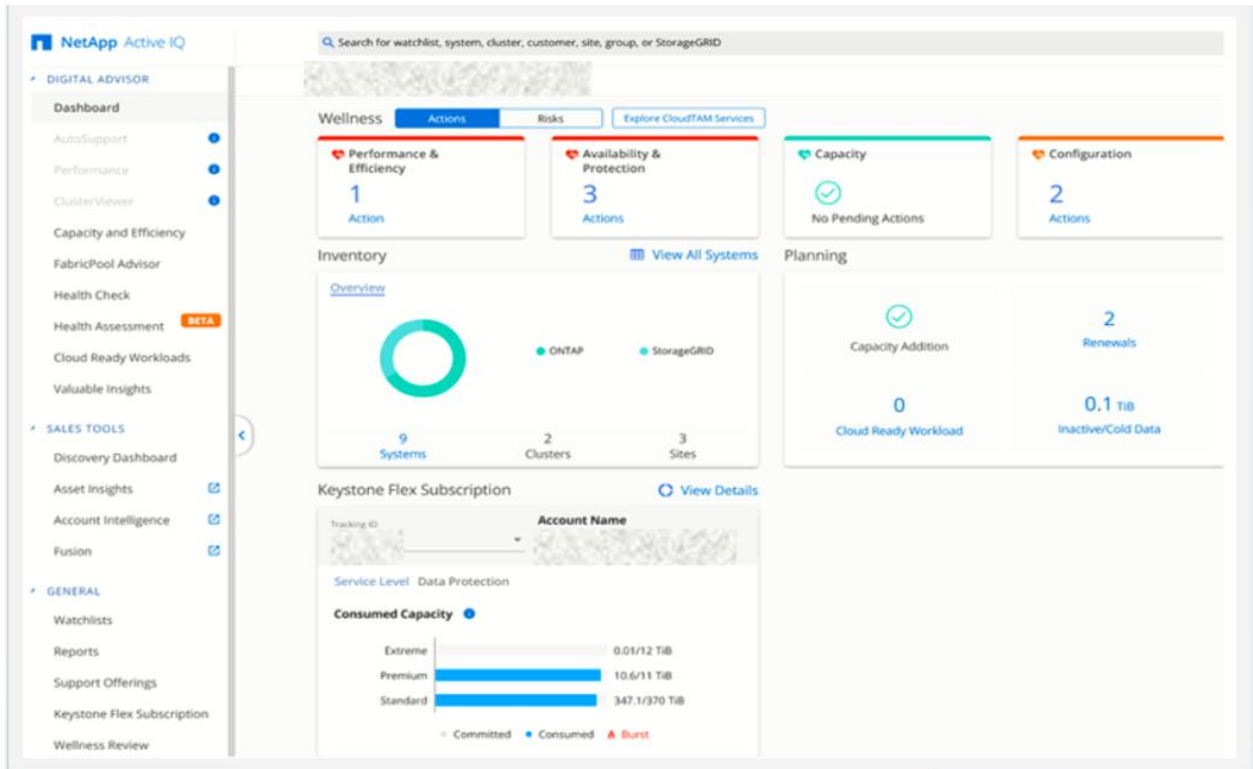 NetApp Active IQ
Search for watchlist, system, cluster, customer, site, group, or StorageGRID
DIGITAL ADVISOR
Dashboard
AutoSupport
Performance
ClusterViewer
Capacity and Efficiency
FabricPool Advisor
Health Check
Health Assessment BETA
Cloud Ready Workloads
Valuable Insights
SALES TOOLS
Discovery Dashboard
Asset Insights
Account Intelligence
Fusion
GENERAL
Watchlists
Reports
Support Offerings
Keystone Flex Subscription
Wellness Review
Wellness Actions Risks Explore CloudTAM Services
Performance &
Efficiency
1
Action
Availability &
Protection
3
Actions
Capacity
No Pending Actions
Configuration
2
Actions
Inventory View All Systems
Overview
ONTAP StorageGRID
9 2 3
Systems Clusters Sites
Planning
Capacity Addition
2
Renewals
0
Cloud Ready Workload
0.1 TiB
Inactive/Cold Data
Keystone Flex Subscription View Details
Tracking ID Account Name
Service Level Data Protection
Consumed Capacity
Extreme 0.01/12 TiB
Premium 10.6/11 TiB
Standard 347.1/370 TiB
Committed Consumed Burst